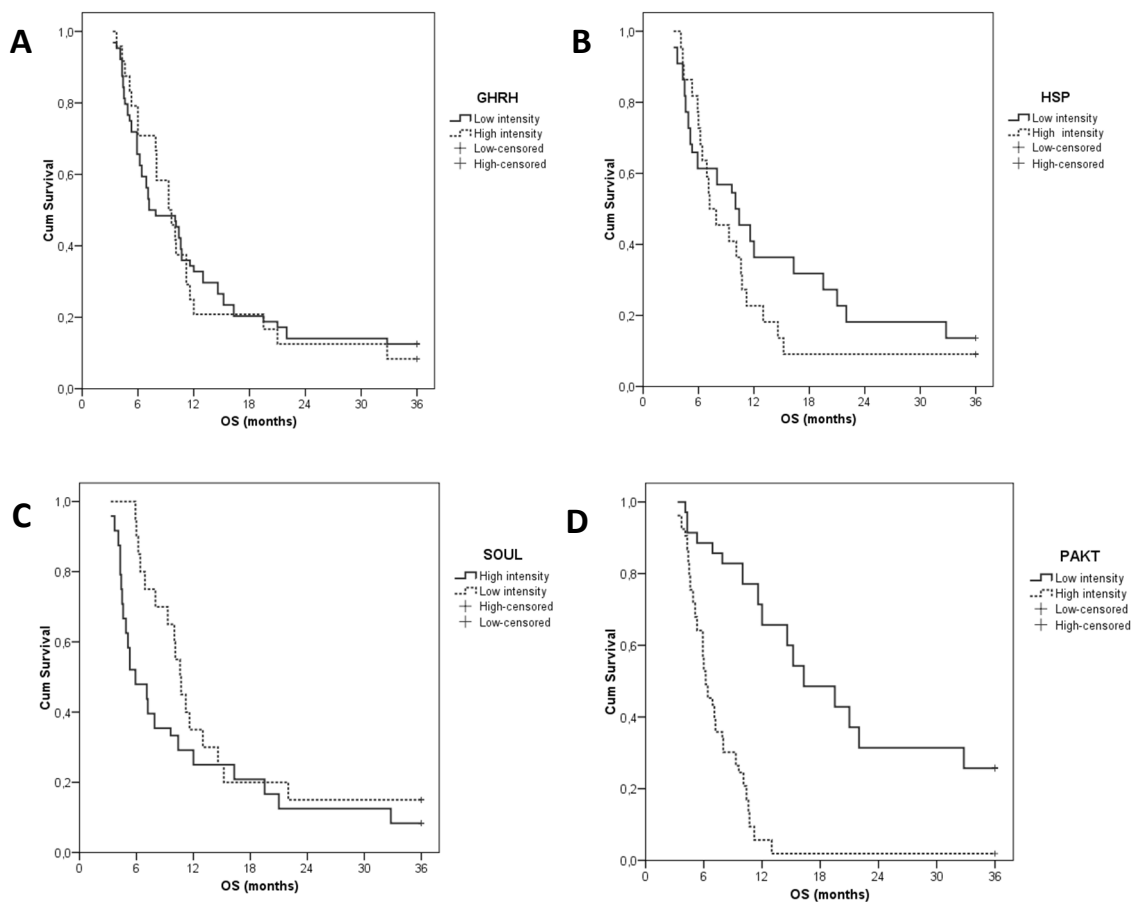 A
Cum Survival
1,0
0,8
0,6
0,4
0,2
0,0
0 6 12 18 24 30 36
OS (months)
GHRH
Low intensity
High intensity
Low-censored
High-censored
B
Cum Survival
1,0
0,8
0,6
0,4
0,2
0,0
0 6 12 18 24 30 36
OS (months)
HSP
Low intensity
High intensity
Low-censored
High-censored
C
Cum Survival
1,0
0,8
0,6
0,4
0,2
0,0
0 6 12 18 24 30 36
OS (months)
SOUL
High intensity
Low intensity
High-censored
Low-censored
D
Cum Survival
1,0
0,8
0,6
0,4
0,2
0,0
0 6 12 18 24 30 36
OS (months)
PAKT
Low intensity
High intensity
Low-censored
High-censored